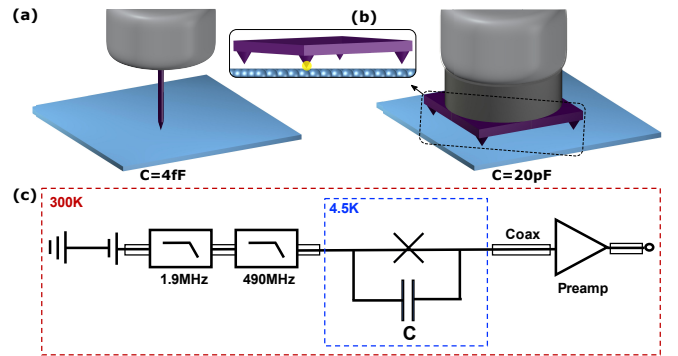 (a)
(b)
C=4fF
C=20pF
(c)
300K
4.5K
1.9MHz
490MHz
Coax
Preamp
C